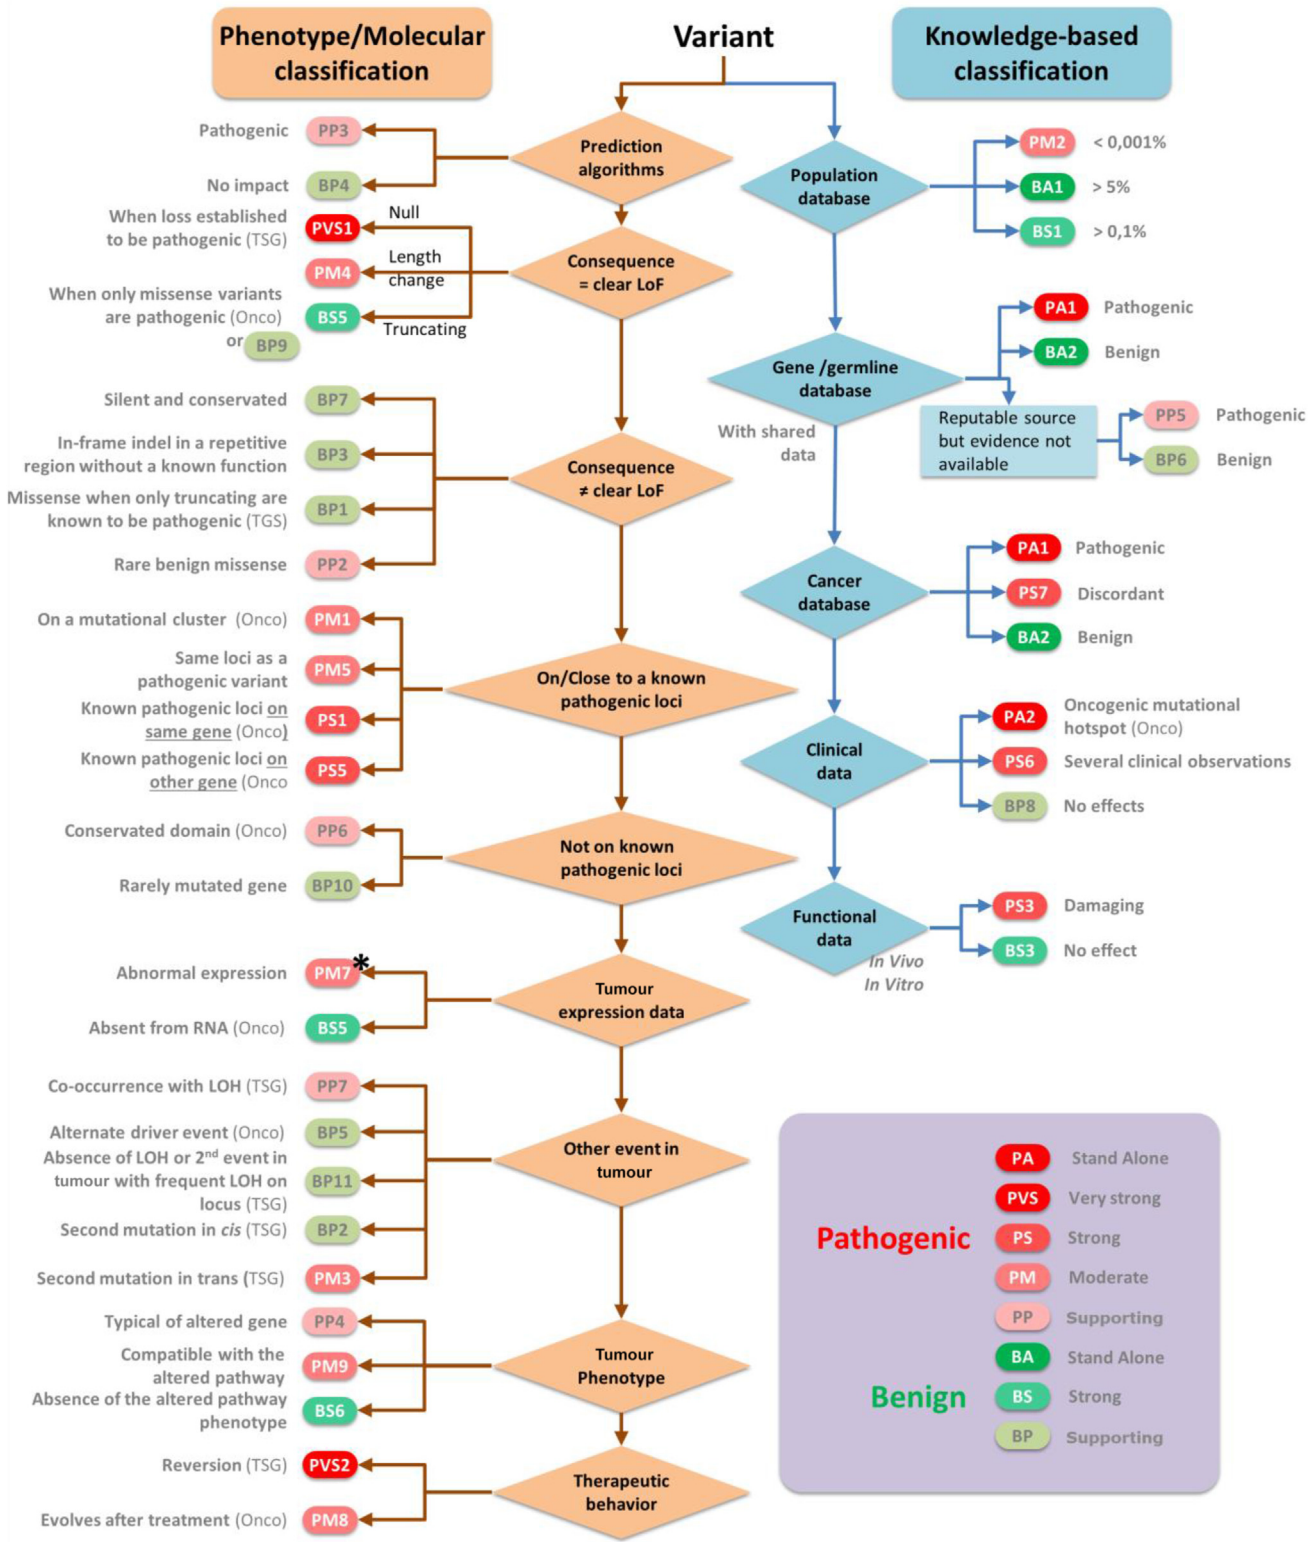 Phenotype/Molecular
classification
Variant
Knowledge-based
classification
Prediction
algorithms
Pathogenic PP3
No impact BP4
Consequence
= clear LoF
When loss established
to be pathogenic (TSG)
PVS1 Null
PM4 Length
change
When only missense variants
are pathogenic (Onco)
or BP9
BS5 Truncating
Consequence
≠ clear LoF
Silent and conservated BP7
In-frame indel in a repetitive
region without a known function
BP3
Missense when only truncating are
known to be pathogenic (TGS)
BP1
Rare benign missense PP2
On/Close to a known
pathogenic loci
On a mutational cluster (Onco) PM1
Same loci as a
pathogenic variant
PM5
Known pathogenic loci on
same gene (Onco)
PS1
Known pathogenic loci on
other gene (Onco
PS5
Not on known
pathogenic loci
Conservated domain (Onco) PP6
Rarely mutated gene BP10
Tumour
expression data
Abnormal expression PM7 *
Absent from RNA (Onco) BS5
Other event in
tumour
Co-occurrence with LOH (TSG) PP7
Alternate driver event (Onco) BP5
Absence of LOH or 2nd event in
tumour with frequent LOH on
locus (TSG)
BP11
Second mutation in cis (TSG) BP2
Second mutation in trans (TSG) PM3
Tumour
Phenotype
Typical of altered gene PP4
Compatible with the
altered pathway
PM9
Absence of the altered pathway
phenotype
BS6
Therapeutic
behavior
Reversion (TSG) PVS2
Evolves after treatment (Onco) PM8
Population
database
PM2 < 0,001%
BA1 > 5%
BS1 > 0,1%
Gene /germline
database
With shared
data
PA1 Pathogenic
BA2 Benign
Reputable source
but evidence not
available
PP5 Pathogenic
BP6 Benign
Cancer
database
PA1 Pathogenic
PS7 Discordant
BA2 Benign
Clinical
data
PA2 Oncogenic mutational
hotspot (Onco)
PS6 Several clinical observations
BP8 No effects
Functional
data
In Vivo
In Vitro
PS3 Damaging
BS3 No effect
Pathogenic
PA Stand Alone
PVS Very strong
PS Strong
PM Moderate
PP Supporting
Benign
BA Stand Alone
BS Strong
BP Supporting